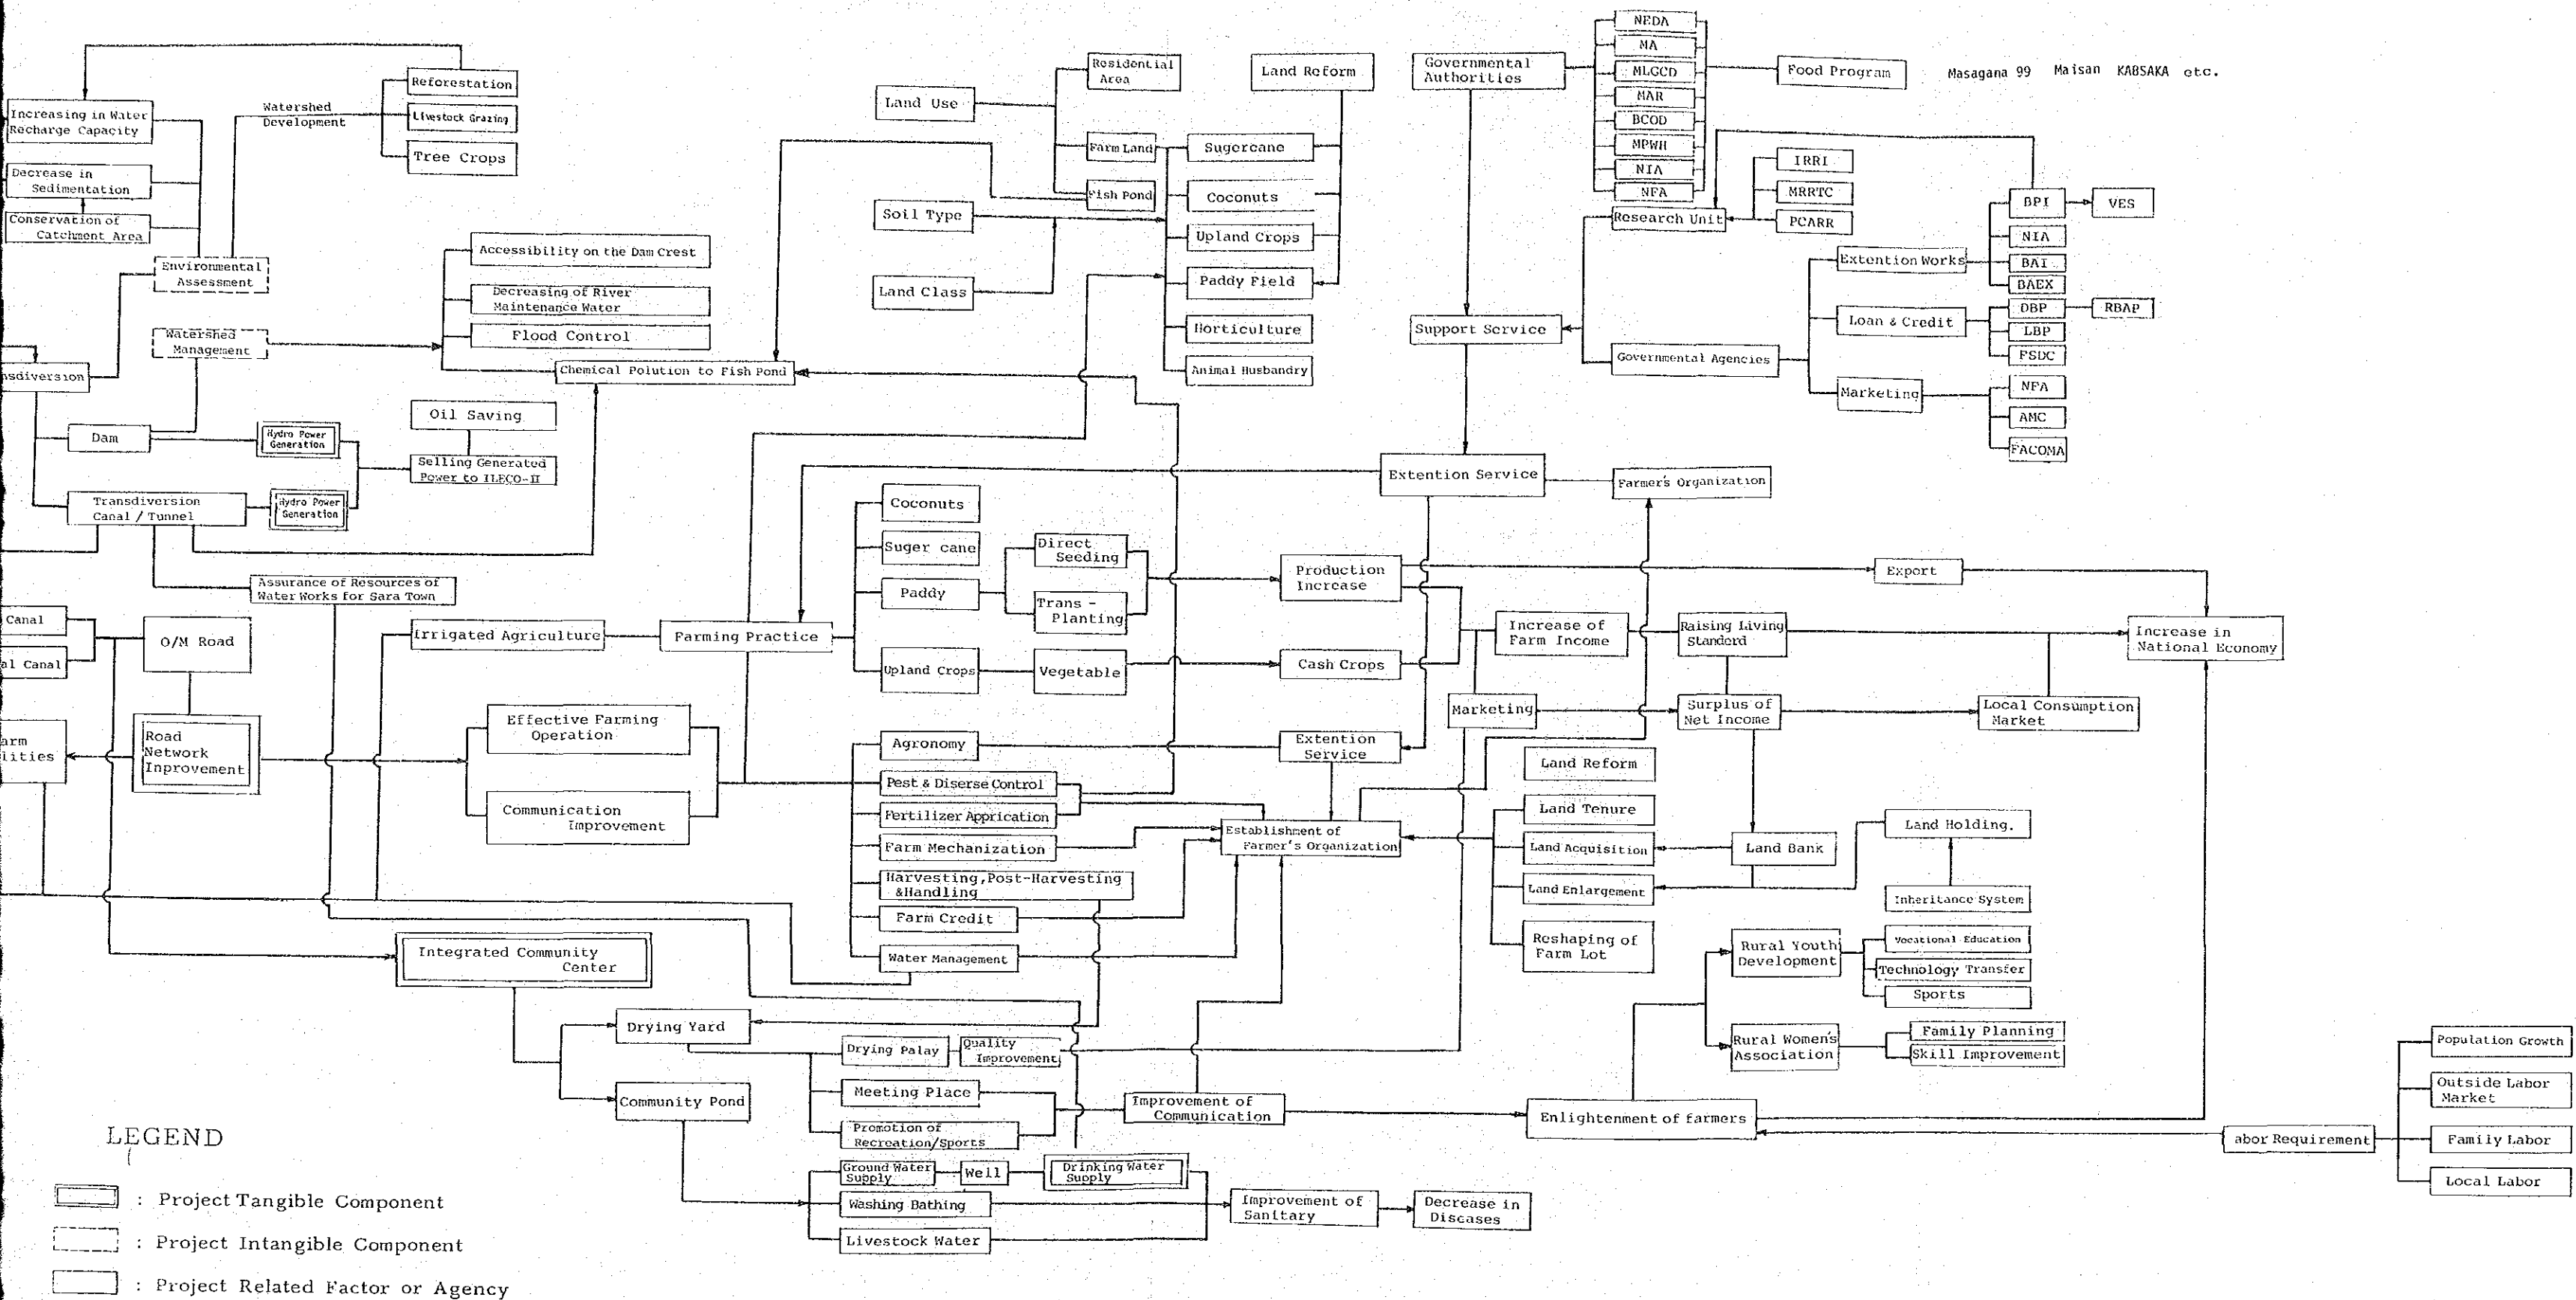 NEDA
MA
MLGCD
MAR
BCOD
MPWH
NIA
NFA
Governmental
Authorities
Food Program
Masagana 99 Maisan KABSAKA etc.
Residential
Area
Land Reform
Land Use
Farm Land
Fish Pond
Sugercane
Coconuts
Upland Crops
Paddy Field
Horticulture
Animal Husbandry
Soil Type
Land Class
Reforestation
Livestock Grazing
Tree Crops
Watershed
Development
Increasing in Water
Recharge Capacity
Decrease in
Sedimentation
Conservation of
Catchment Area
Environmental
Assessment
Watershed
Management
Accessibility on the Dam Crest
Decreasing of River
Maintenance Water
Flood Control
Chemical Polution to Fish Pond
nsdiversion
Dam
Hydro Power
Generation
Oil Saving
Selling Generated
Power to ILECO-II
Transdiversion
Canal / Tunnel
Hydro Power
Generation
Assurance of Resources of
Water Works for Sara Town
IRRI
MRRTC
PCARR
Research Unit
BPI
VES
NIA
BAI
BAEX
Extention Works
DBP
RBAP
LBP
FSDC
Loan & Credit
NFA
AMC
FACOMA
Marketing
Governmental Agencies
Support Service
Extention Service
Farmer's Organization
Canal
al Canal
O/M Road
Irrigated Agriculture
Farming Practice
Coconuts
Suger cane
Paddy
Upland Crops
Direct
Seeding
Trans -
Planting
Vegetable
Production
Increase
Cash Crops
Export
Increase of
Farm Income
Raising Living
Standerd
Increase in
National Economy
Marketing
Surplus of
Net Income
Local Consumption
Market
arm
lities
Road
Network
Inprovement
Effective Farming
Operation
Communication
Improvement
Agronomy
Pest & Diserse Control
Fertilizer Apprication
Farm Mechanization
Harvesting, Post-Harvesting
&Handling
Farm Credit
Water Management
Extention
Service
Establishment of
Farmer's Organization
Land Reform
Land Tenure
Land Acquisition
Land Enlargement
Reshaping of
Farm Lot
Land Bank
Land Holding.
Inheritance System
Integrated Community
Center
Drying Yard
Community Pond
Drying Palay
Quality
Improvement
Meeting Place
Promotion of
Recreation/Sports
Improvement of
Communication
Rural Youth
Development
Vocational Education
Technology Transfer
Sports
Rural Women's
Association
Family Planning
Skill Improvement
Enlightenment of farmers
abor Requirement
Population Growth
Outside Labor
Market
Family Labor
Local Labor
Ground Water
Supply
Well
Drinking Water
Supply
Washing Bathing
Livestock Water
Improvement of
Sanitary
Decrease in
Discases
LEGEND
: Project Tangible Component
: Project Intangible Component
: Project Related Factor or Agency